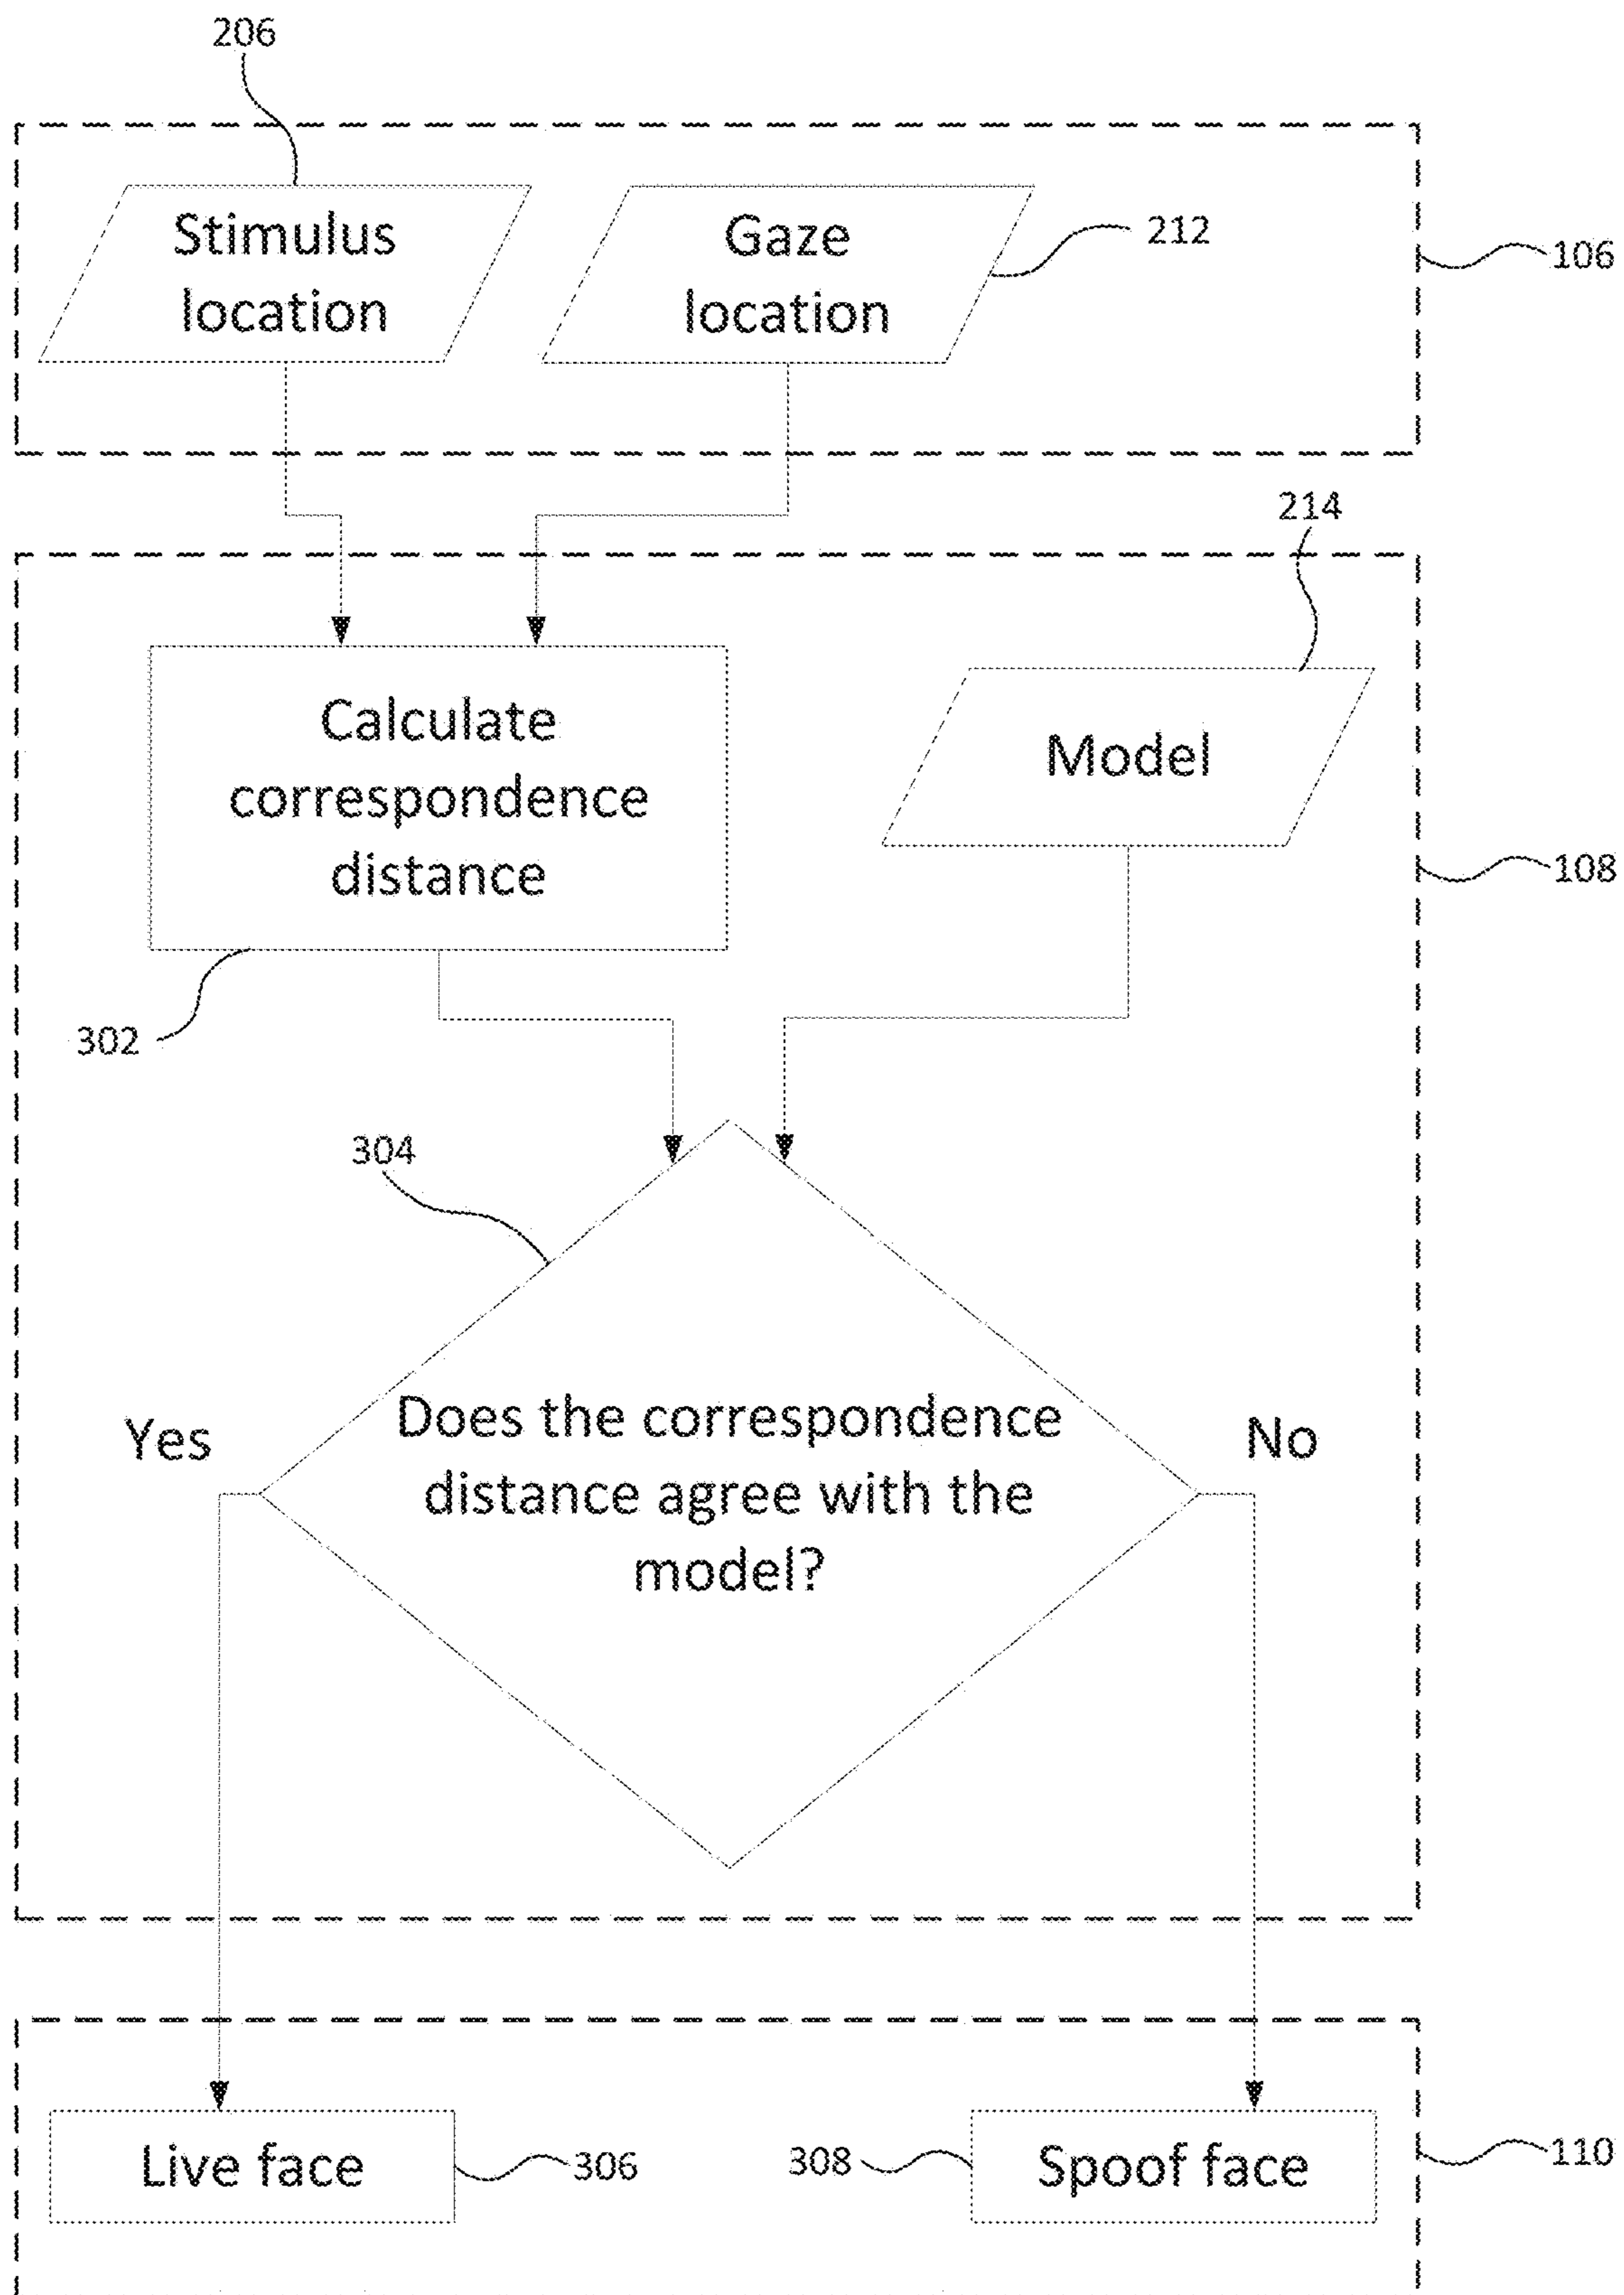 206
Stimulus
location
Gaze
location
212
106
214
Calculate
correspondence
distance
Model
108
302
304
Does the correspondence
distance agree with the
model?
Yes
No
Live face
306
308
Spoof face
110